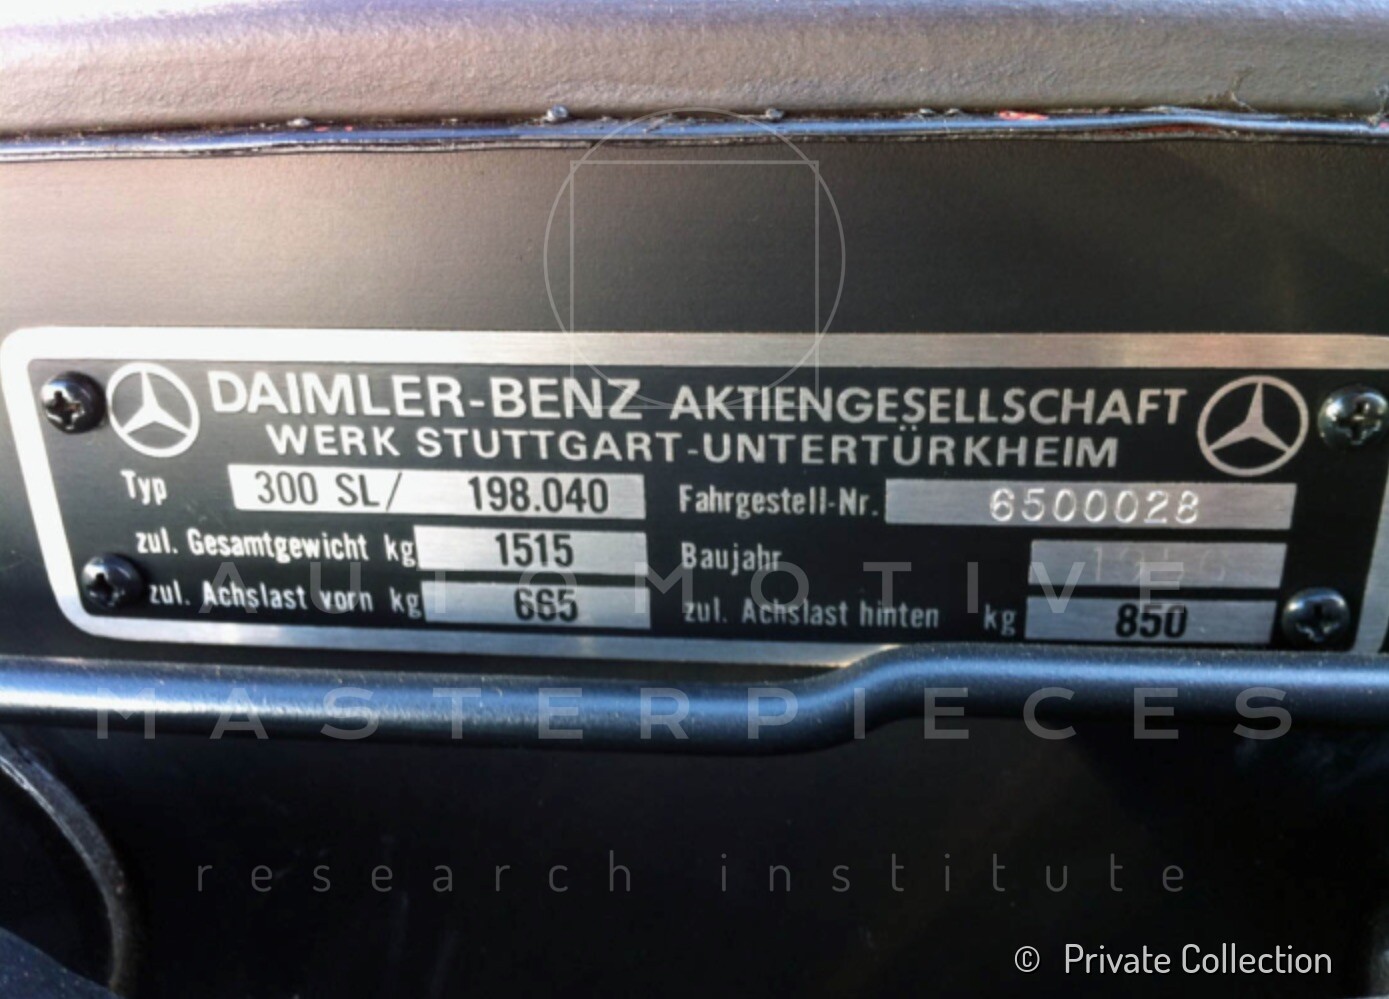 DAIMLER-BENZ AKTIENGESELLSCHAFT
WERK STUTTGART-UNTERTÜRKHEIM
Typ 300 SL/ 198.040 Fahrgestell-Nr. 6500028
zul. Gesamtgewicht kg 1515 Baujahr
zul. Achslast vorn kg 665 zul. Achslast hinten kg 850
AUTOMOTIVE
MASTERPIECES
research institute
© Private Collection